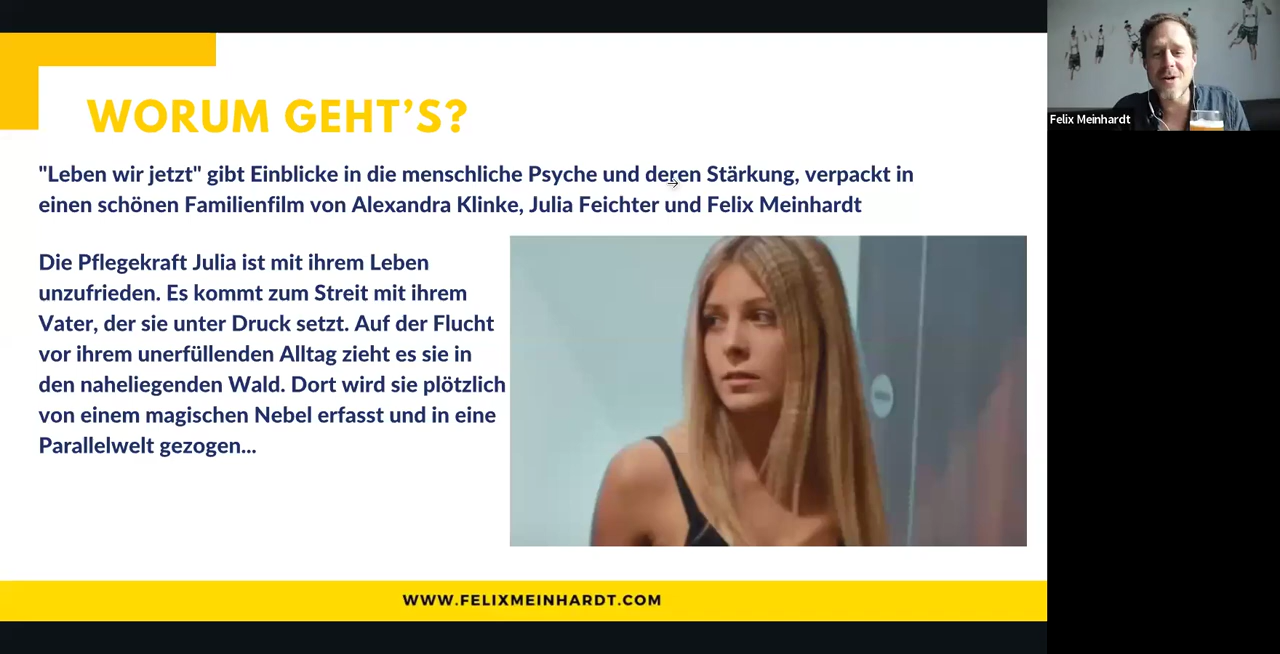 WORUM GEHT'S?
"Leben wir jetzt" gibt Einblicke in die menschliche Psyche und deren Stärkung, verpackt in
einen schönen Familienfilm von Alexandra Klinke, Julia Feichter und Felix Meinhardt
Die Pflegekraft Julia ist mit ihrem Leben
unzufrieden. Es kommt zum Streit mit ihrem
Vater, der sie unter Druck setzt. Auf der Flucht
vor ihrem unerfüllenden Alltag zieht es sie in
den naheliegenden Wald. Dort wird sie plötzlich
von einem magischen Nebel erfasst und in eine
Parallelwelt gezogen...
WWW.FELIXMEINHARDT.COM
Felix Meinhardt